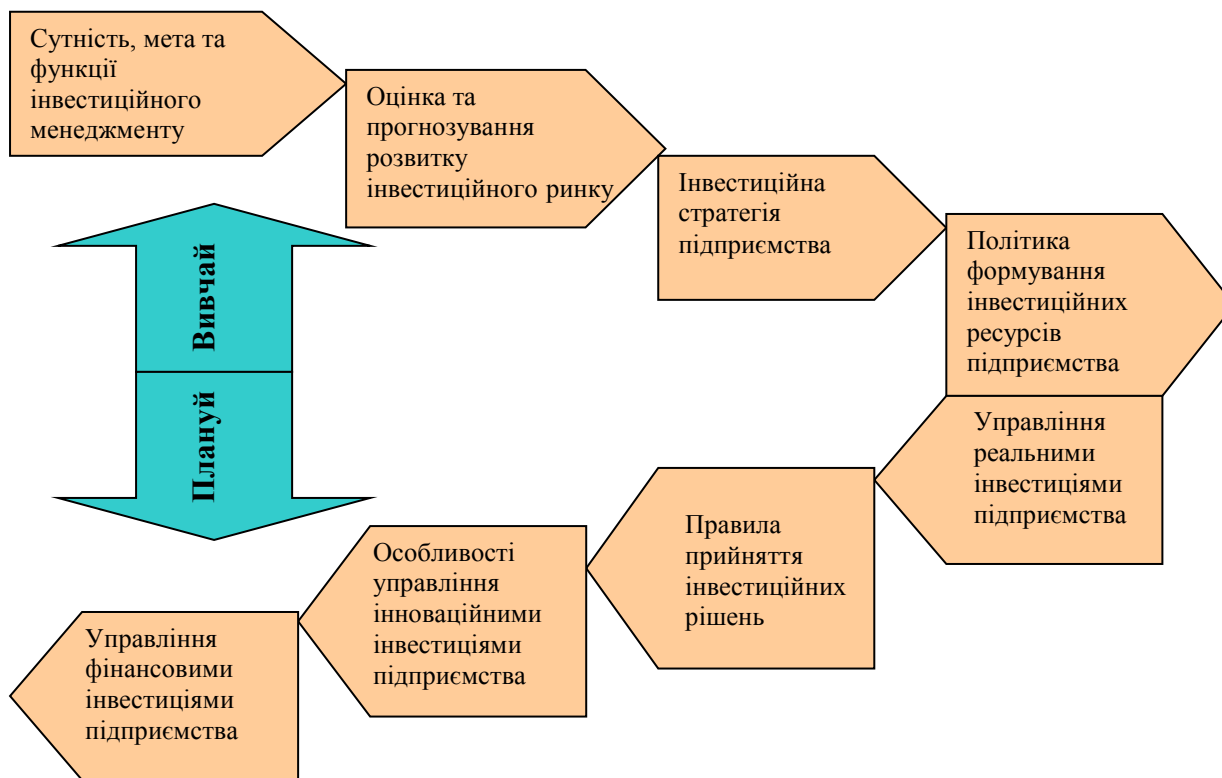 Сутність, мета та
функції
інвестиційного
менеджменту
Оцінка та
прогнозування
розвитку
інвестиційного ринку
Інвестиційна
стратегія
підприємства
Політика
формування
інвестиційних
ресурсів
підприємства
Вивчай
Плануй
Управління
реальними
інвестиціями
підприємства
Правила
прийняття
інвестиційних
рішень
Особливості
управління
інноваційними
інвестиціями
підприємства
Управління
фінансовими
інвестиціями
підприємства